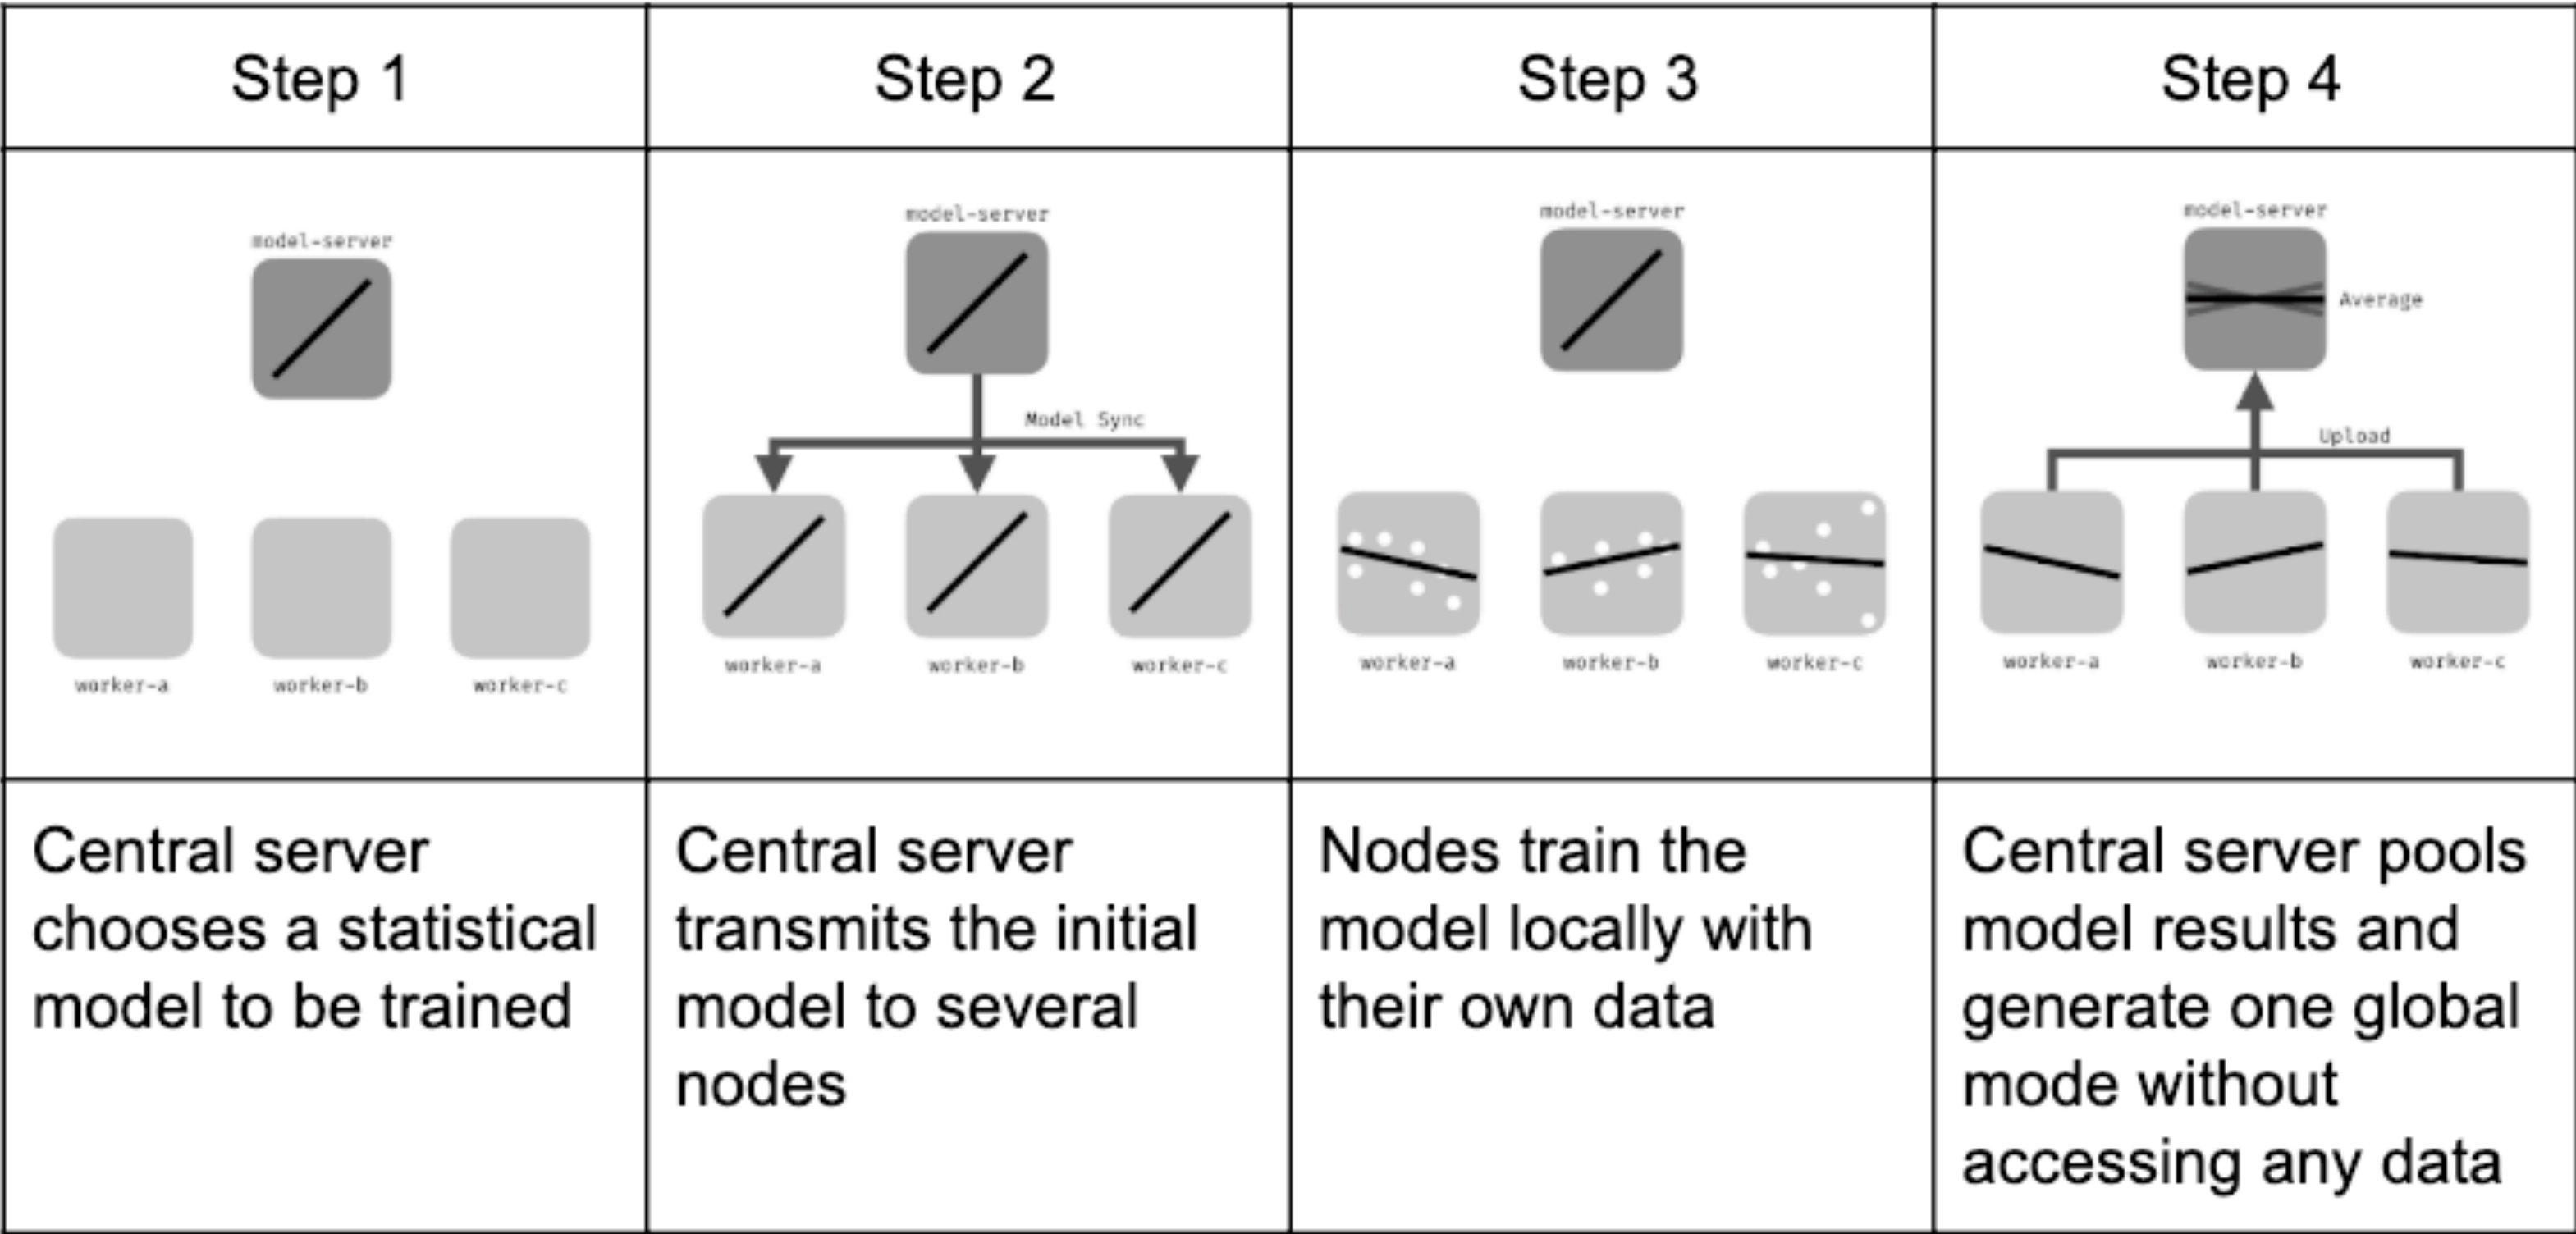 Step 1
Step 2
Step 3
Step 4
model-server
worker-a
worker-b
worker-c
model-server
Model Sync
worker-a
worker-b
worker-c
model-server
worker-a
worker-b
worker-c
model-server
Average
Upload
worker-a
worker-b
worker-c
Central server
chooses a statistical
model to be trained
Central server
transmits the initial
model to several
nodes
Nodes train the
model locally with
their own data
Central server pools
model results and
generate one global
mode without
accessing any data